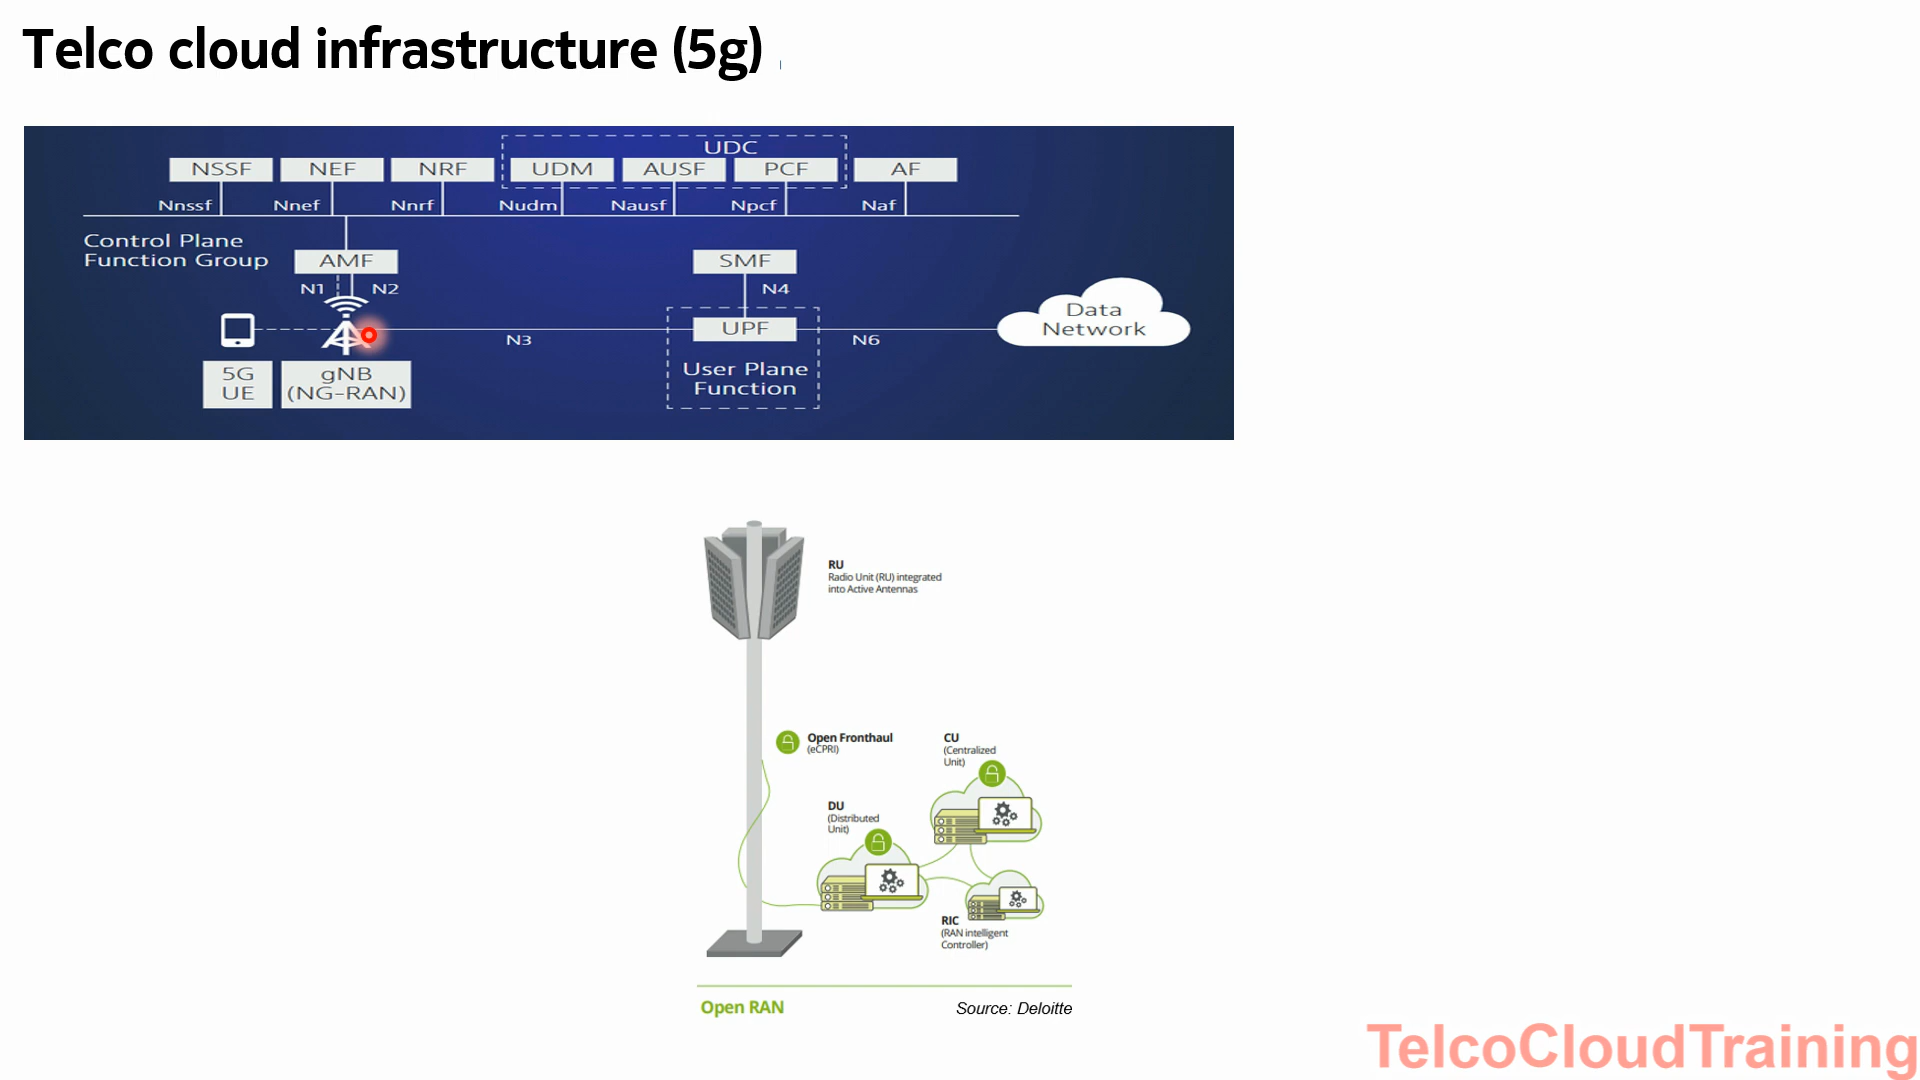 Telco cloud infrastructure (5g)
UDC
NSSF NEF NRF UDM AUSF PCF AF
Nnssf Nnef Nnrf Nudm Nausf Npcf Naf
Control Plane
Function Group
AMF
SMF
N1 N2
N4
UPF
N3
N6
Data
Network
User Plane
Function
5G
UE
gNB
(NG-RAN)
RU
Radio Unit (RU) integrated
into Active Antennas
Open Fronthaul
(eCPRI)
CU
(Centralized
Unit)
DU
(Distributed
Unit)
RIC
(RAN intelligent
Controller)
Open RAN
Source: Deloitte
TelcoCloudTraining